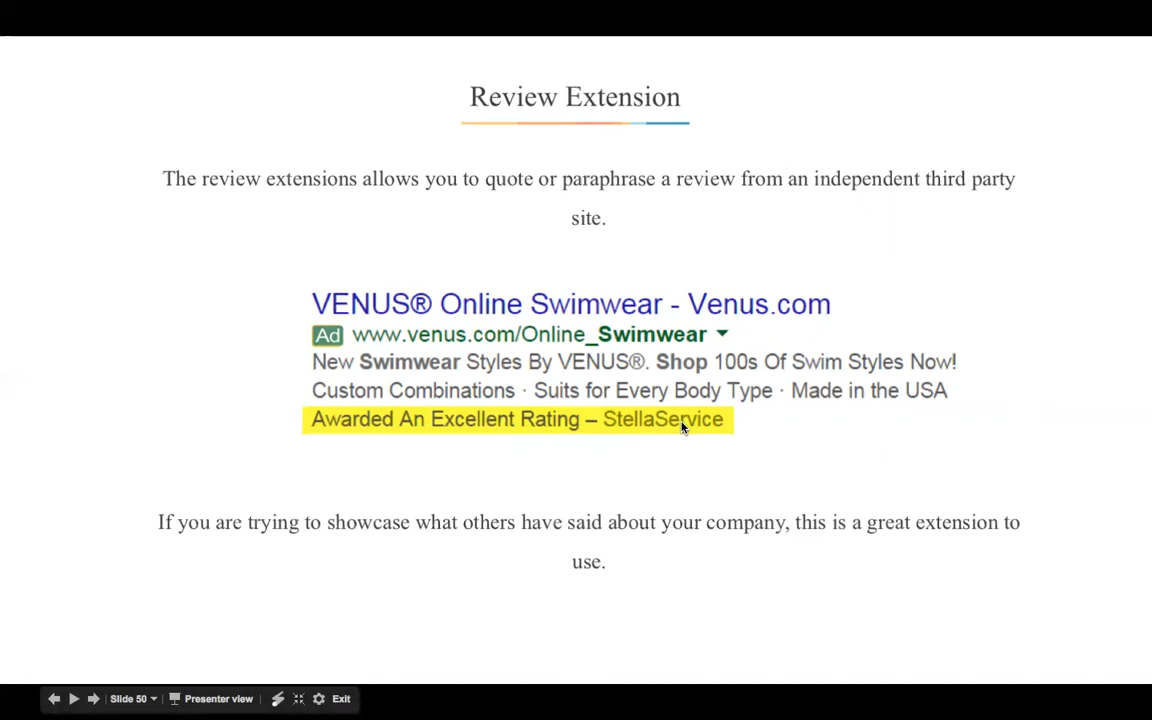 Review Extension
The review extensions allows you to quote or paraphrase a review from an independent third party
site.
VENUS® Online Swimwear - Venus.com
Ad www.venus.com/Online_Swimwear
New Swimwear Styles By VENUS®. Shop 100s Of Swim Styles Now!
Custom Combinations · Suits for Every Body Type · Made in the USA
Awarded An Excellent Rating – StellaService
If you are trying to showcase what others have said about your company, this is a great extension to
use.
Slide 50 Presenter view Exit